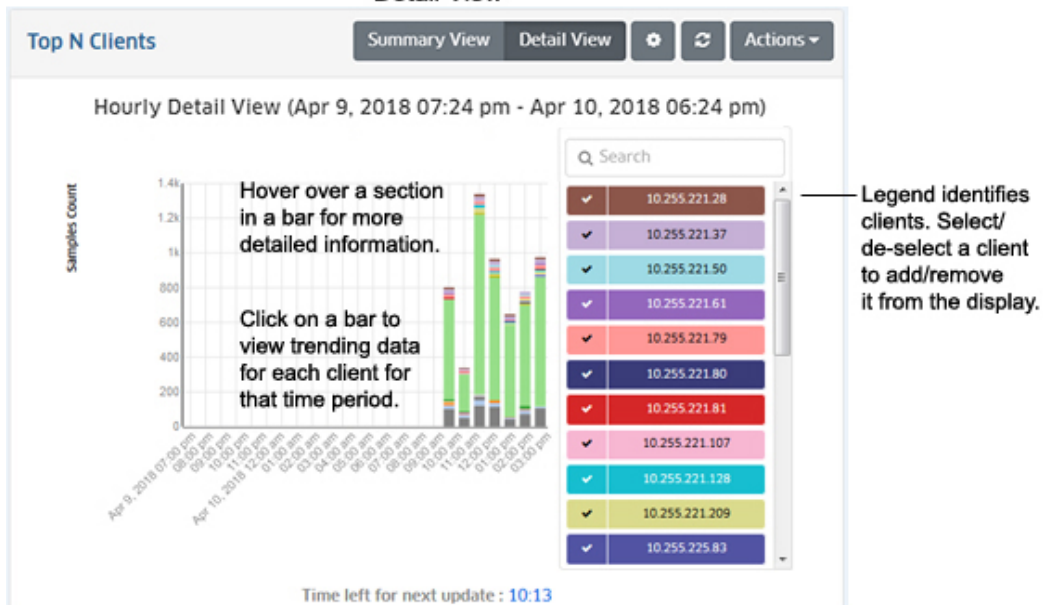 Detail View
Top N Clients
Summary View
Detail View
Actions
Hourly Detail View (Apr 9, 2018 07:24 pm - Apr 10, 2018 06:24 pm)
Samples Count
1.4k
1.2k
1k
800
600
400
200
0
Hover over a section
in a bar for more
detailed information.
Click on a bar to
view trending data
for each client for
that time period.
Apr 9, 2018 07:00 pm
08:00 pm
09:00 pm
10:00 pm
11:00 pm
Apr 10, 2018 12:00 am
01:00 am
02:00 am
03:00 am
04:00 am
05:00 am
06:00 am
07:00 am
08:00 am
09:00 am
10:00 am
11:00 am
12:00 pm
01:00 pm
02:00 pm
03:00 pm
Search
10.255.221.28
10.255.221.37
10.255.221.50
10.255.221.61
10.255.221.79
10.255.221.80
10.255.221.81
10.255.221.107
10.255.221.128
10.255.221.209
10.255.225.83
Legend identifies
clients. Select/
de-select a client
to add/remove
it from the display.
Time left for next update : 10:13